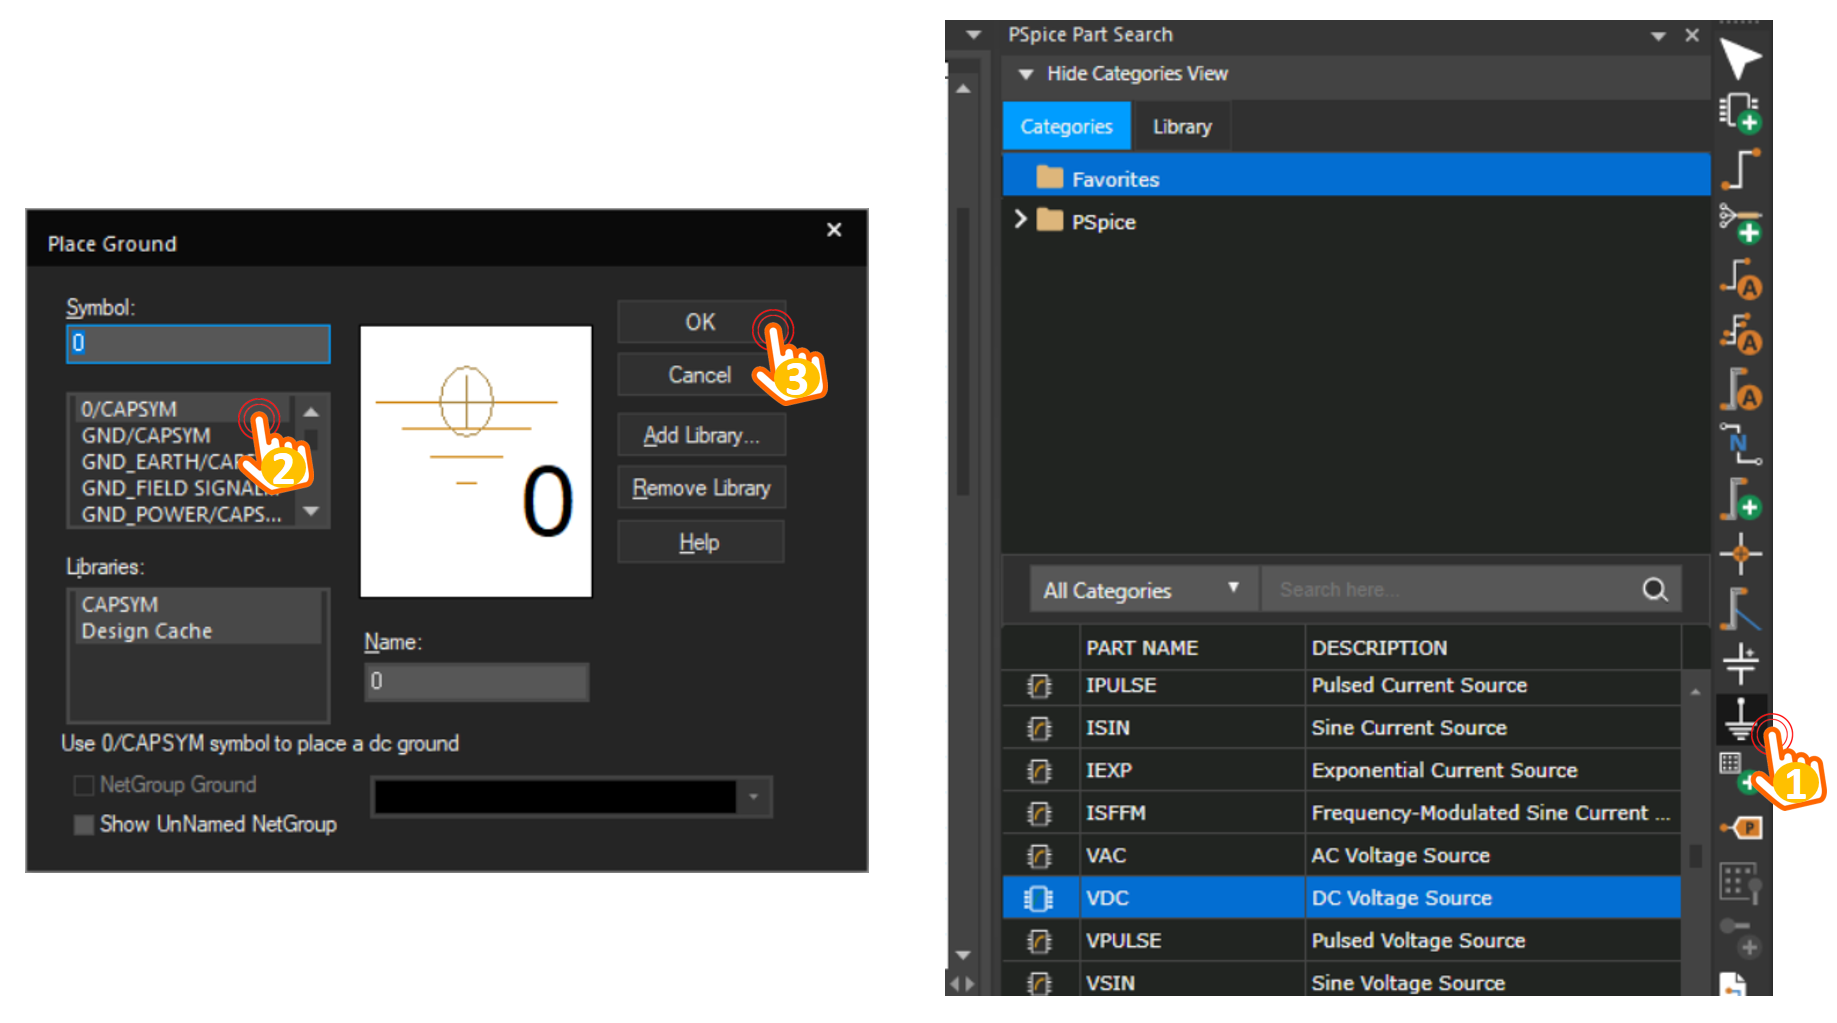 Place Ground
Symbol:
0
0/CAPSYM
GND/CAPSYM
GND_EARTH/CAP
GND_FIELD SIGNAL
GND_POWER/CAPS...
Libraries:
CAPSYM
Design Cache
0
Name:
0
OK
Cancel
Add Library...
Remove Library
Help
Use 0/CAPSYM symbol to place a dc ground
NetGroup Ground
Show UnNamed NetGroup
2
3
PSpice Part Search
Hide Categories View
Categories Library
Favorites
PSpice
All Categories Search here...
PART NAME DESCRIPTION
IPULSE Pulsed Current Source
ISIN Sine Current Source
IEXP Exponential Current Source
ISFFM Frequency-Modulated Sine Current ...
VAC AC Voltage Source
VDC DC Voltage Source
VPULSE Pulsed Voltage Source
VSIN Sine Voltage Source
A
A
A
N
1
P